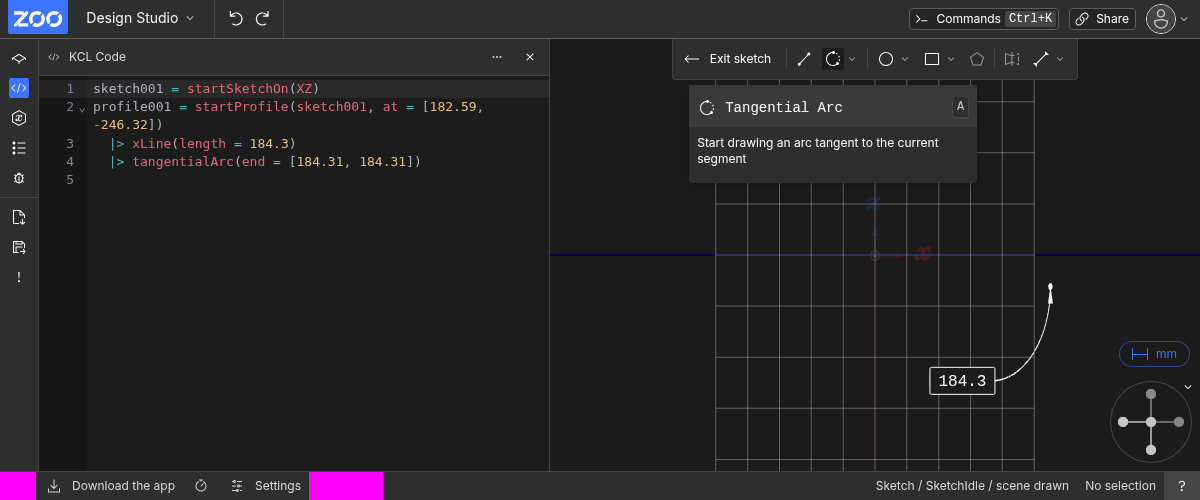 ZOO Design Studio Commands Ctrl+K Share
KCL Code
Exit sketch
1 sketch001 = startSketchOn(XZ)
2 profile001 = startProfile(sketch001, at = [182.59,
-246.32])
3 |> xLine(length = 184.3)
4 |> tangentialArc(end = [184.31, 184.31])
5
Tangential Arc A
Start drawing an arc tangent to the current
segment
z
x
mm
184.3
Download the app Settings Sketch / SketchIdle / scene drawn No selection ?